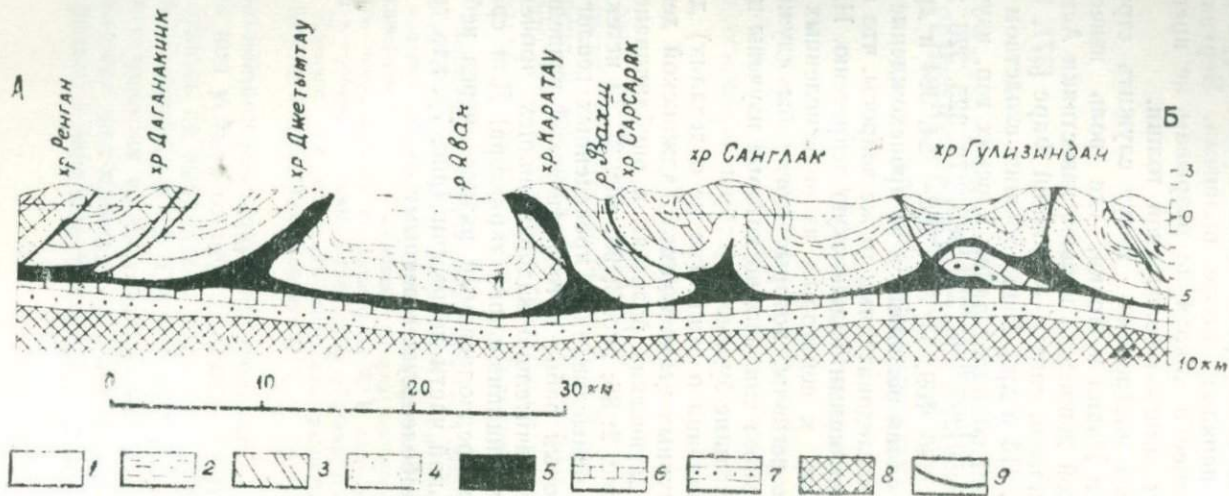 А
хр Ренган
хр Даганакиик
хр Джетымтау
р Яван
хр Каратау
р Вахш
хр Сарсаряк
хр Санглак
хр Гулизиндан
Б
3
0
5
10 км
0 10 20 30 км
1 2 3 4 5 6 7 8 9